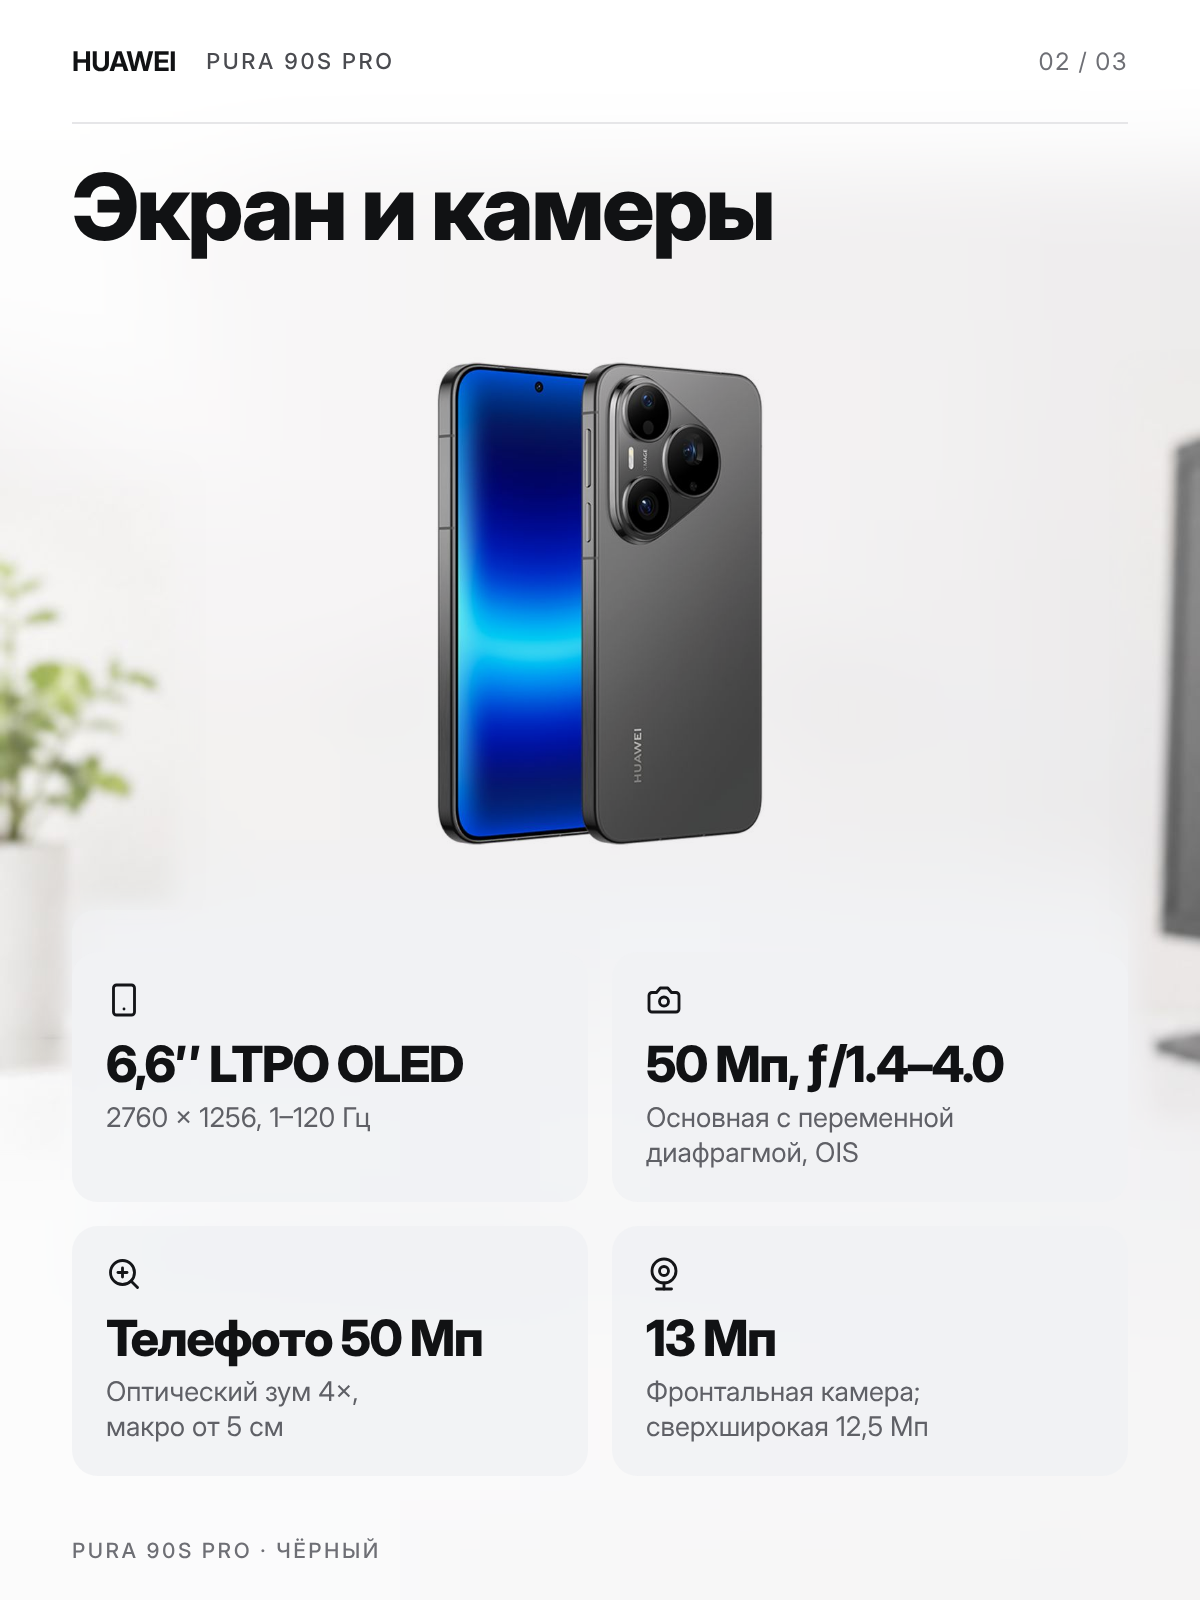 HUAWEI PURA 90S PRO 02 / 03
Экран и камеры
HUAWEI
6,6″ LTPO OLED
2760 × 1256, 1–120 Гц
50 Мп, ƒ/1.4–4.0
Основная с переменной
диафрагмой, OIS
Телефото 50 Мп
Оптический зум 4×,
макро от 5 см
13 Мп
Фронтальная камера;
сверхширокая 12,5 Мп
PURA 90S PRO · ЧЁРНЫЙ